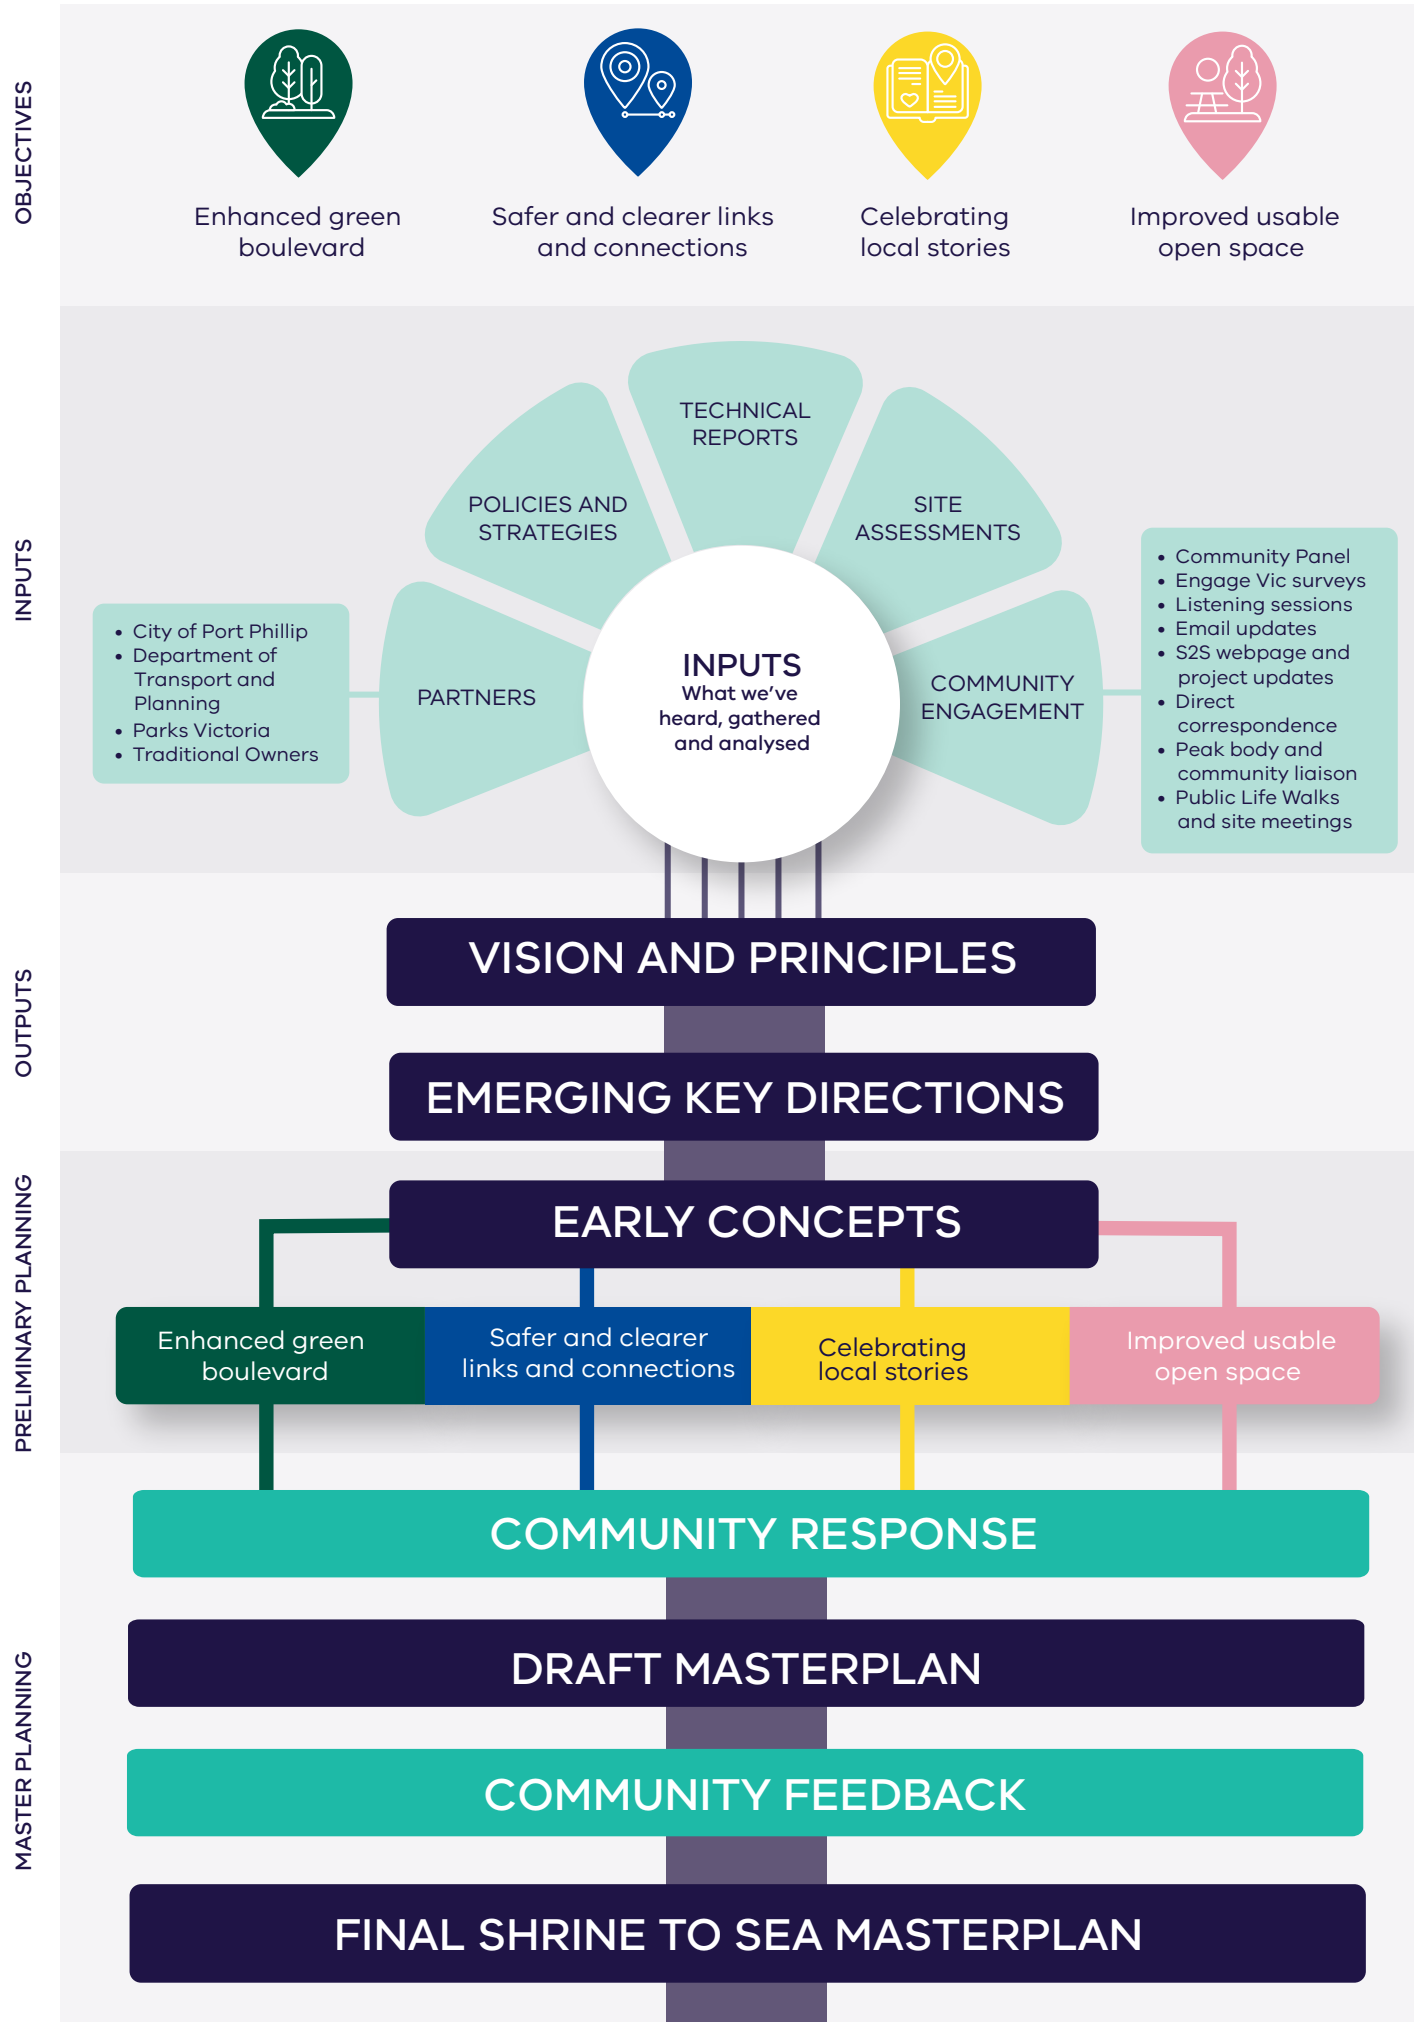 OBJECTIVES
Enhanced green
boulevard
Safer and clearer links
and connections
Celebrating
local stories
Improved usable
open space
INPUTS
TECHNICAL
REPORTS
POLICIES AND
STRATEGIES
SITE
ASSESSMENTS
PARTNERS
COMMUNITY
ENGAGEMENT
• City of Port Phillip
• Department of
Transport and
Planning
• Parks Victoria
• Traditional Owners
INPUTS
What we’ve
heard, gathered
and analysed
• Community Panel
• Engage Vic surveys
• Listening sessions
• Email updates
• S2S webpage and
project updates
• Direct
correspondence
• Peak body and
community liaison
• Public Life Walks
and site meetings
OUTPUTS
VISION AND PRINCIPLES
EMERGING KEY DIRECTIONS
PRELIMINARY PLANNING
EARLY CONCEPTS
Enhanced green
boulevard
Safer and clearer
links and connections
Celebrating
local stories
Improved usable
open space
MASTER PLANNING
COMMUNITY RESPONSE
DRAFT MASTERPLAN
COMMUNITY FEEDBACK
FINAL SHRINE TO SEA MASTERPLAN